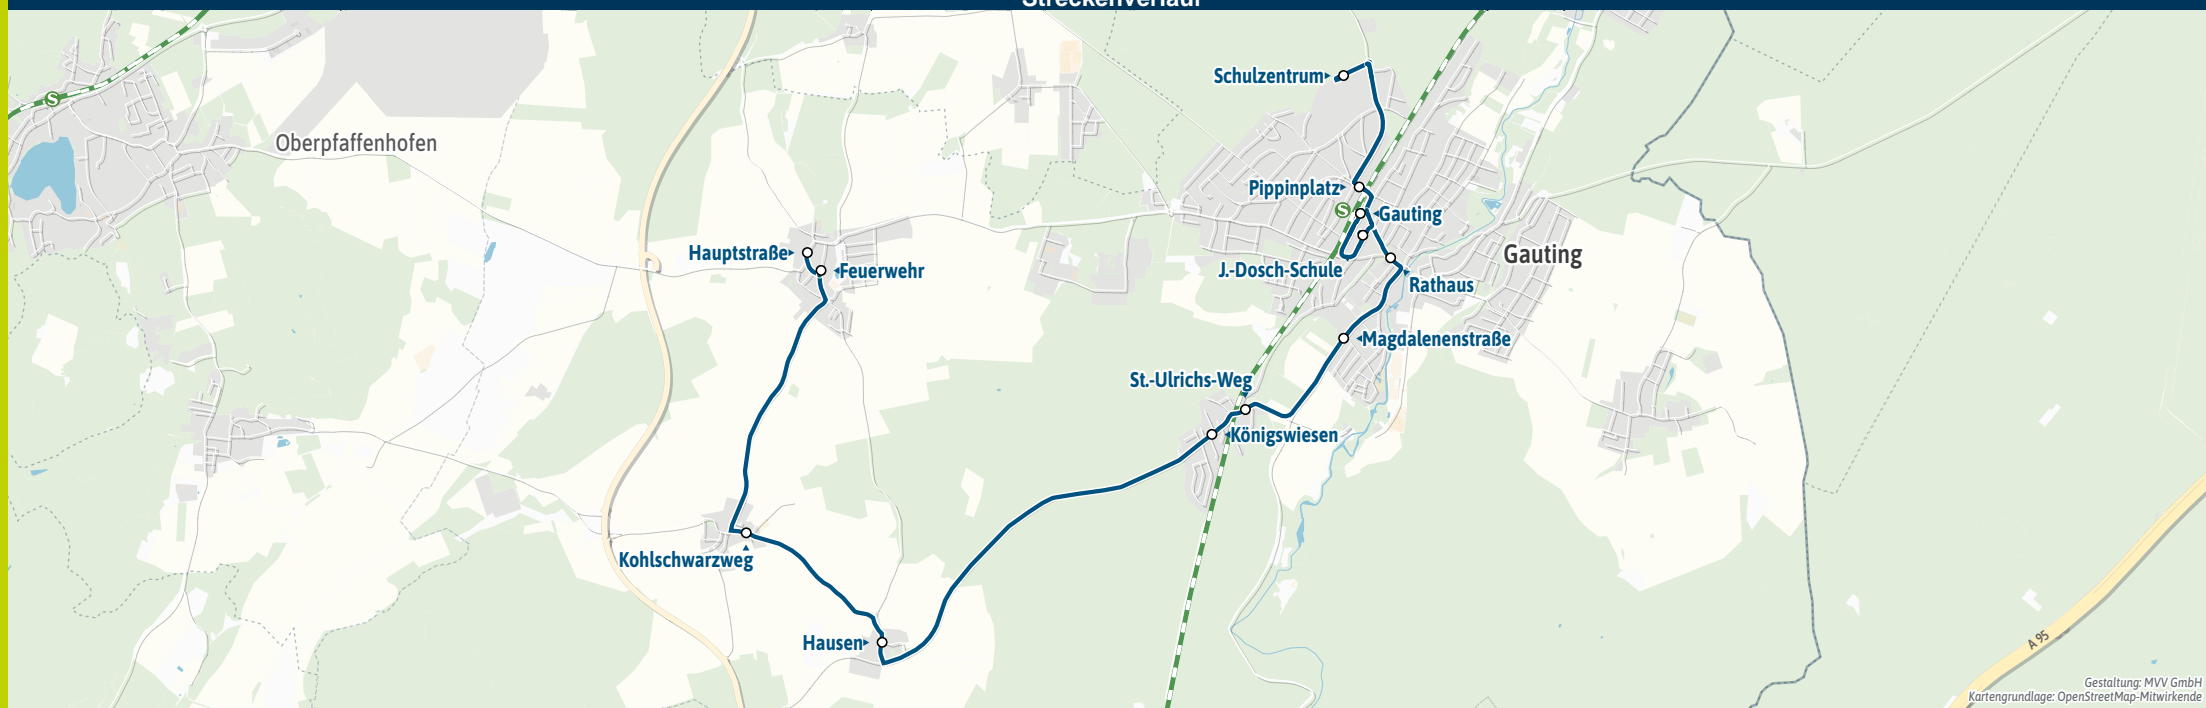 Streckenverlauf
S
Schulzentrum
Oberpfaffenhofen
Pippinplatz
S
Gauting
Hauptstraße
Gauting
Feuerwehr
J.-Dosch-Schule
Rathaus
Magdalenenstraße
St.-Ulrichs-Weg
Königswiesen
Kohlschwarzweg
Hausen
A 95
Gestaltung: MVV GmbH
Kartengrundlage: OpenStreetMap-Mitwirkende